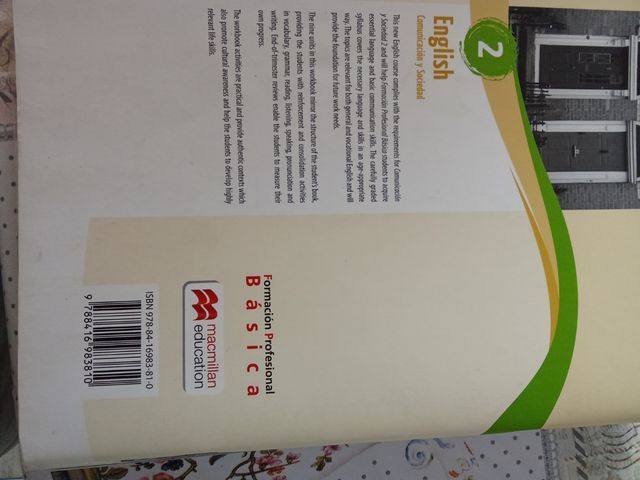 2
English
Comunicación y Sociedad
This new English course complies with the requirements for Comunicación
y Sociedad 2 and will help Formación Profesional Básica students to acquire
essential language and basic communication skills. The carefully graded
syllabus covers the necessary language and skills in an age-appropriate
way. The topics are relevant for both general and vocational English and will
provide the foundation for future work needs.
The nine units in this workbook mirror the structure of the student's book,
providing the students with reinforcement and consolidation activities
in vocabulary, grammar, reading, listening, speaking, pronunciation and
writing. End-of-trimester reviews enable the students to measure their
own progress.
The workbook activities are practical and provide authentic contexts which
also promote cultural awareness and help the students to develop highly
relevant life skills.
Formación Profesional
Básica
macmillan
education
ISBN 978-84-16983-81-0
9 788416 983810